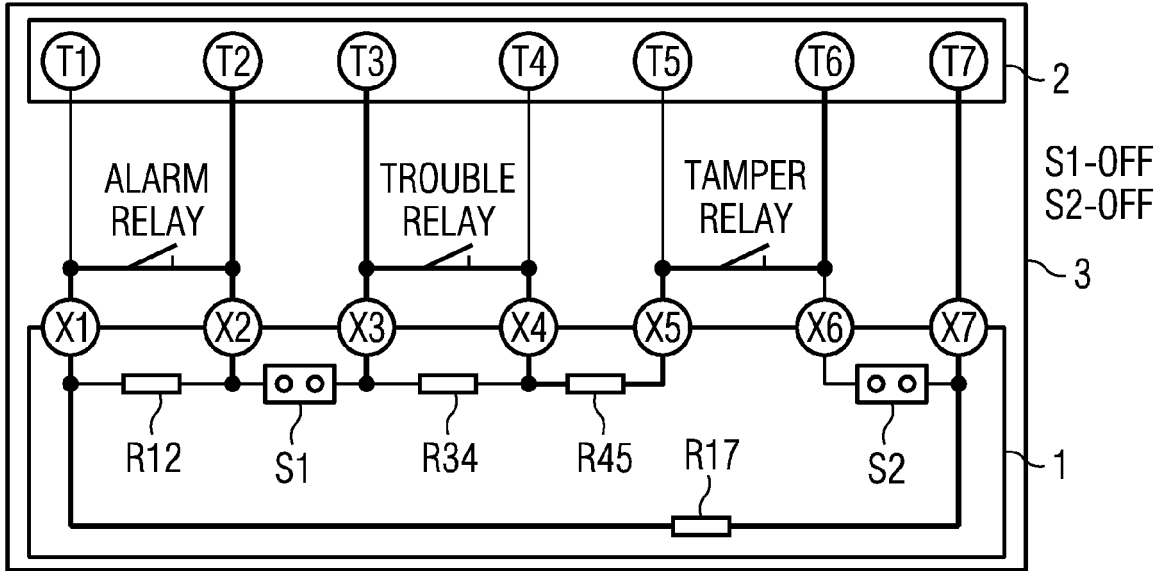 T1 T2 T3 T4 T5 T6 T7
2
S1-OFF
S2-OFF
ALARM
RELAY
TROUBLE
RELAY
TAMPER
RELAY
3
X1 X2 X3 X4 X5 X6 X7
R12 S1 R34 R45 R17 S2
1